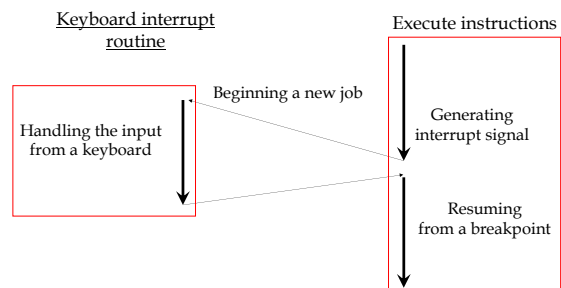 Keyboard interrupt
routine
Execute instructions
Beginning a new job
Handling the input
from a keyboard
Generating
interrupt signal
Resuming
from a breakpoint